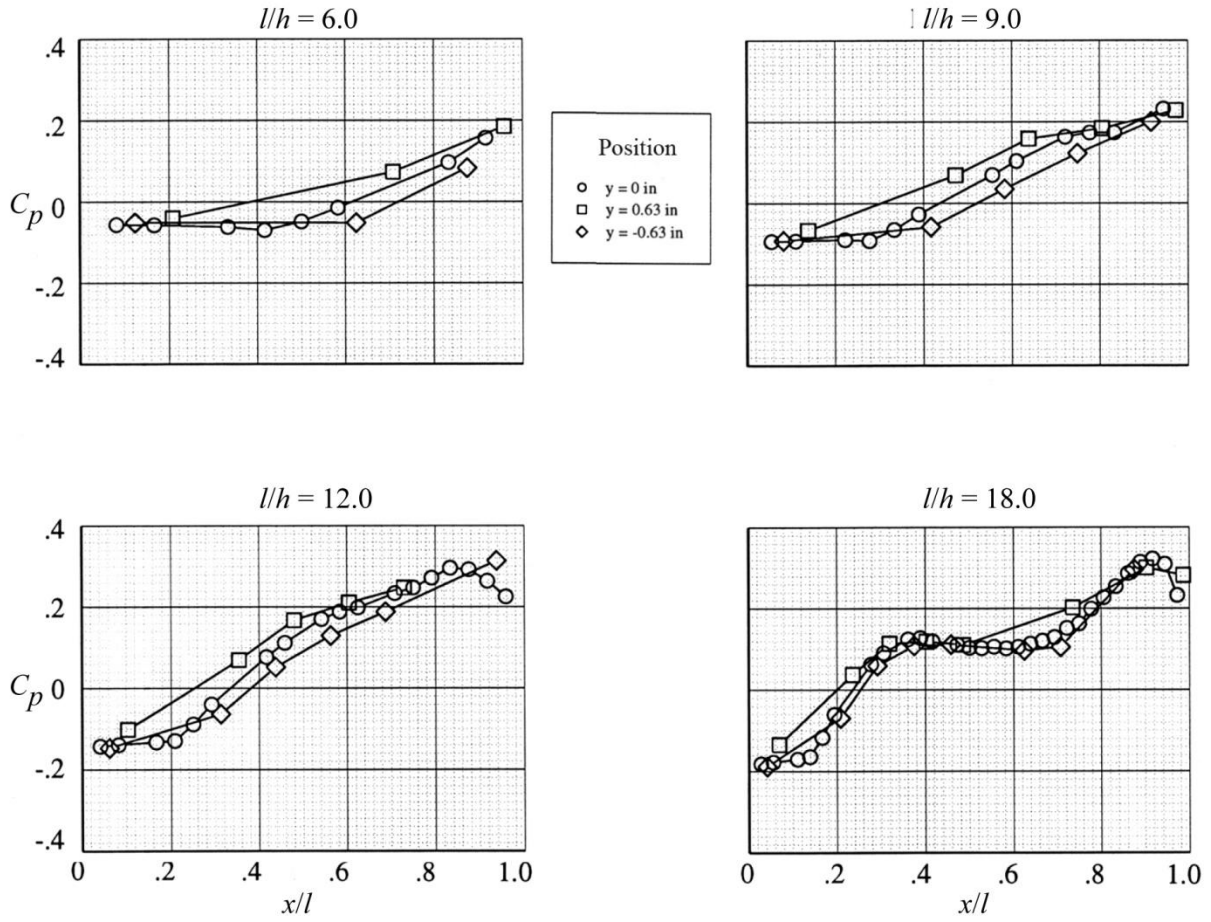 l/h = 6.0
l/h = 9.0
.4
.2
0
-.2
-.4
C_p
Position
y = 0 in
y = 0.63 in
y = -0.63 in
l/h = 12.0
l/h = 18.0
.4
.2
0
-.2
-.4
C_p
0 .2 .4 .6 .8 1.0
x/l
0 .2 .4 .6 .8 1.0
x/l